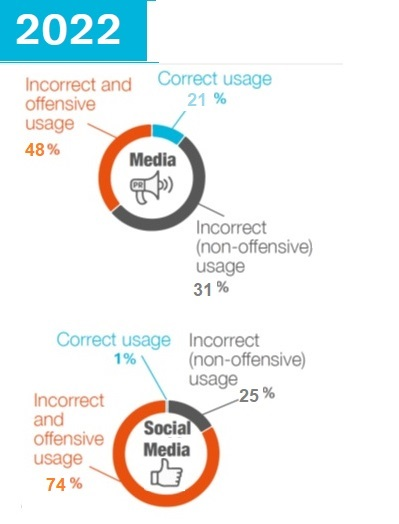 2022
Incorrect and
offensive
usage
48%
Correct usage
21 %
Media
PR
Incorrect
(non-offensive)
usage
31 %
Correct usage
1%
Incorrect
(non-offensive)
usage
25 %
Incorrect
and
offensive
usage
74 %
Social
Media